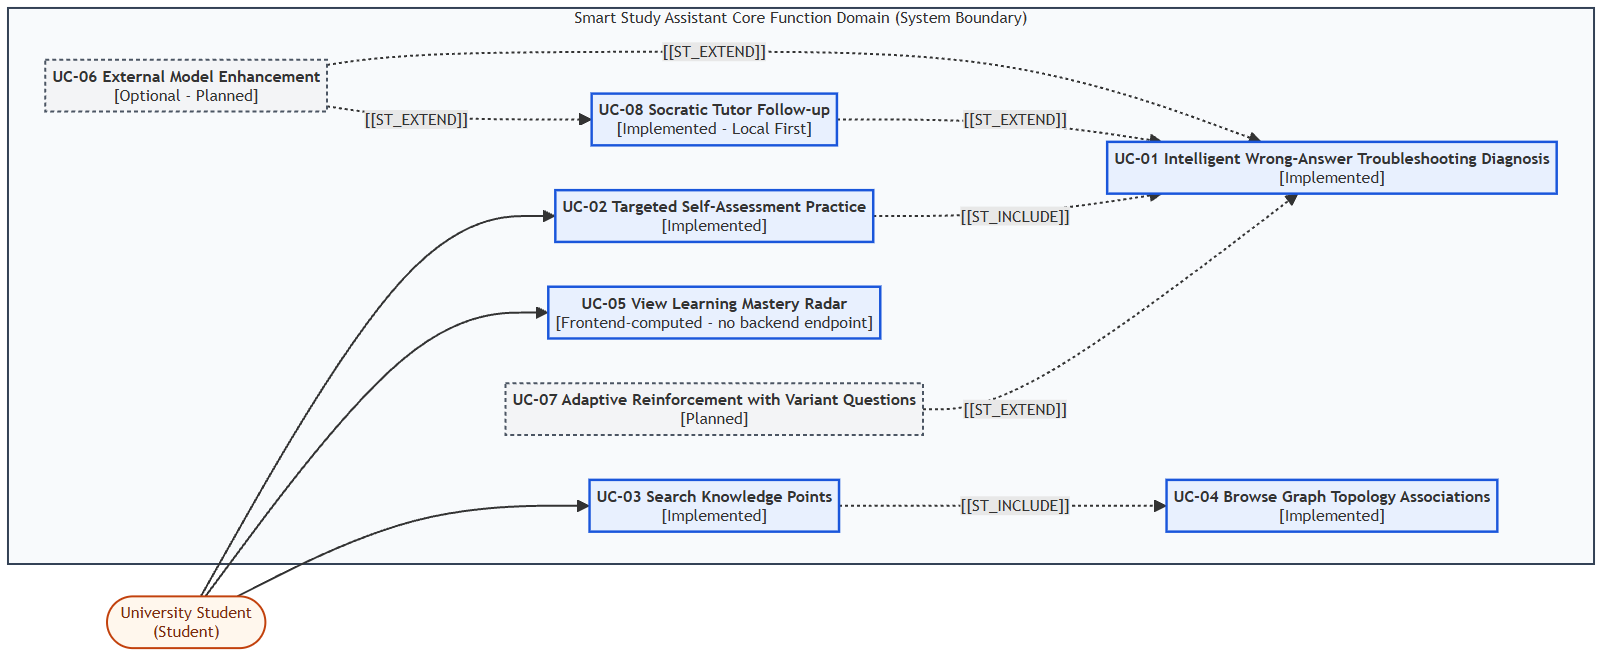 Smart Study Assistant Core Function Domain (System Boundary)
[[ST_EXTEND]]
UC-06 External Model Enhancement
[Optional - Planned]
[[ST_EXTEND]]
UC-08 Socratic Tutor Follow-up
[Implemented - Local First]
[[ST_EXTEND]]
UC-01 Intelligent Wrong-Answer Troubleshooting Diagnosis
[Implemented]
UC-02 Targeted Self-Assessment Practice
[Implemented]
[[ST_INCLUDE]]
UC-05 View Learning Mastery Radar
[Frontend-computed - no backend endpoint]
UC-07 Adaptive Reinforcement with Variant Questions
[Planned]
[[ST_EXTEND]]
UC-03 Search Knowledge Points
[Implemented]
[[ST_INCLUDE]]
UC-04 Browse Graph Topology Associations
[Implemented]
University Student
(Student)